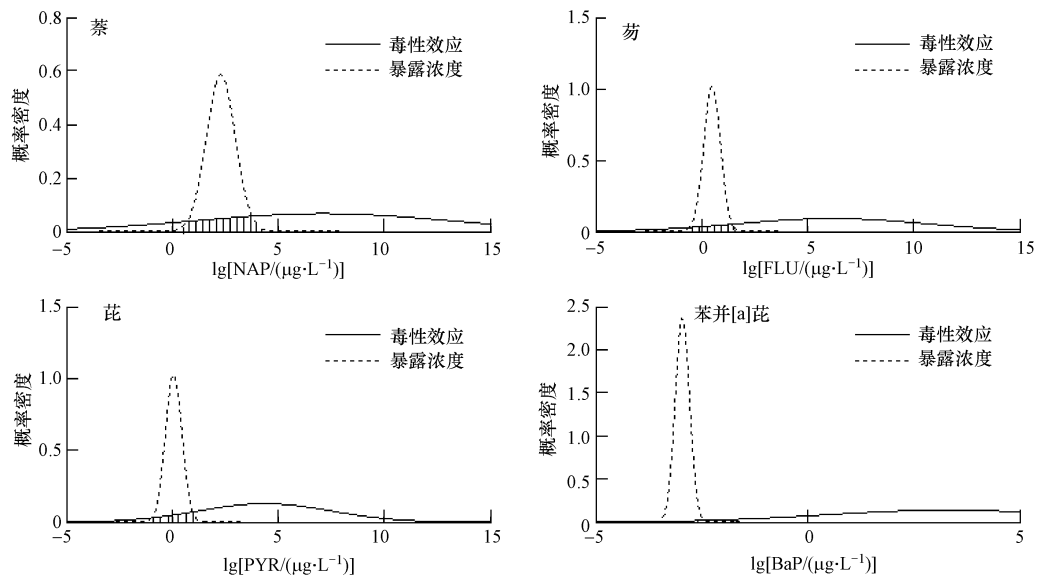 萘
毒性效应
暴露浓度
概率密度
0.8
0.6
0.4
0.2
0
−5
0
5
10
15
lg[NAP/(μg·L⁻¹)]
芴
毒性效应
暴露浓度
概率密度
1.5
1.0
0.5
0
−5
0
5
10
15
lg[FLU/(μg·L⁻¹)]
芘
毒性效应
暴露浓度
概率密度
1.5
1.0
0.5
0
−5
0
5
10
15
lg[PYR/(μg·L⁻¹)]
苯并[a]芘
毒性效应
暴露浓度
概率密度
2.5
2.0
1.5
1.0
0.5
0
−5
0
5
lg[BaP/(μg·L⁻¹)]